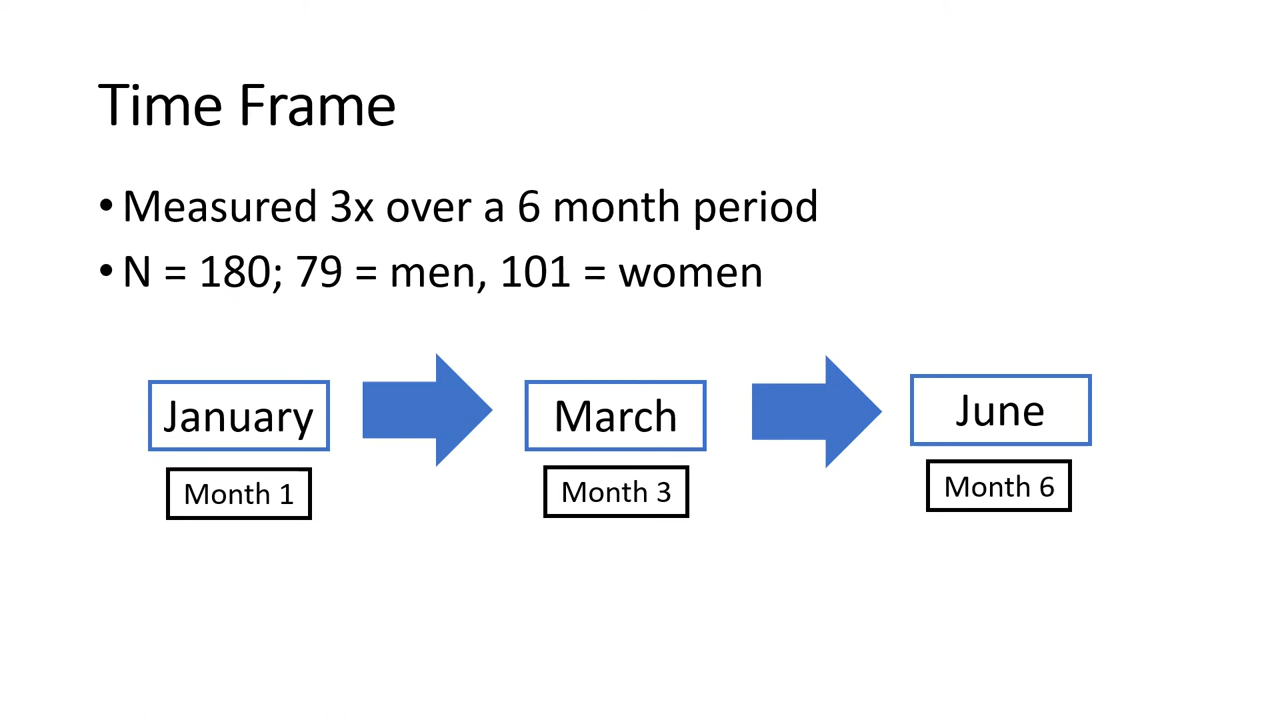 Time Frame
• Measured 3x over a 6 month period
• N = 180; 79 = men, 101 = women
January
March
June
Month 1
Month 3
Month 6